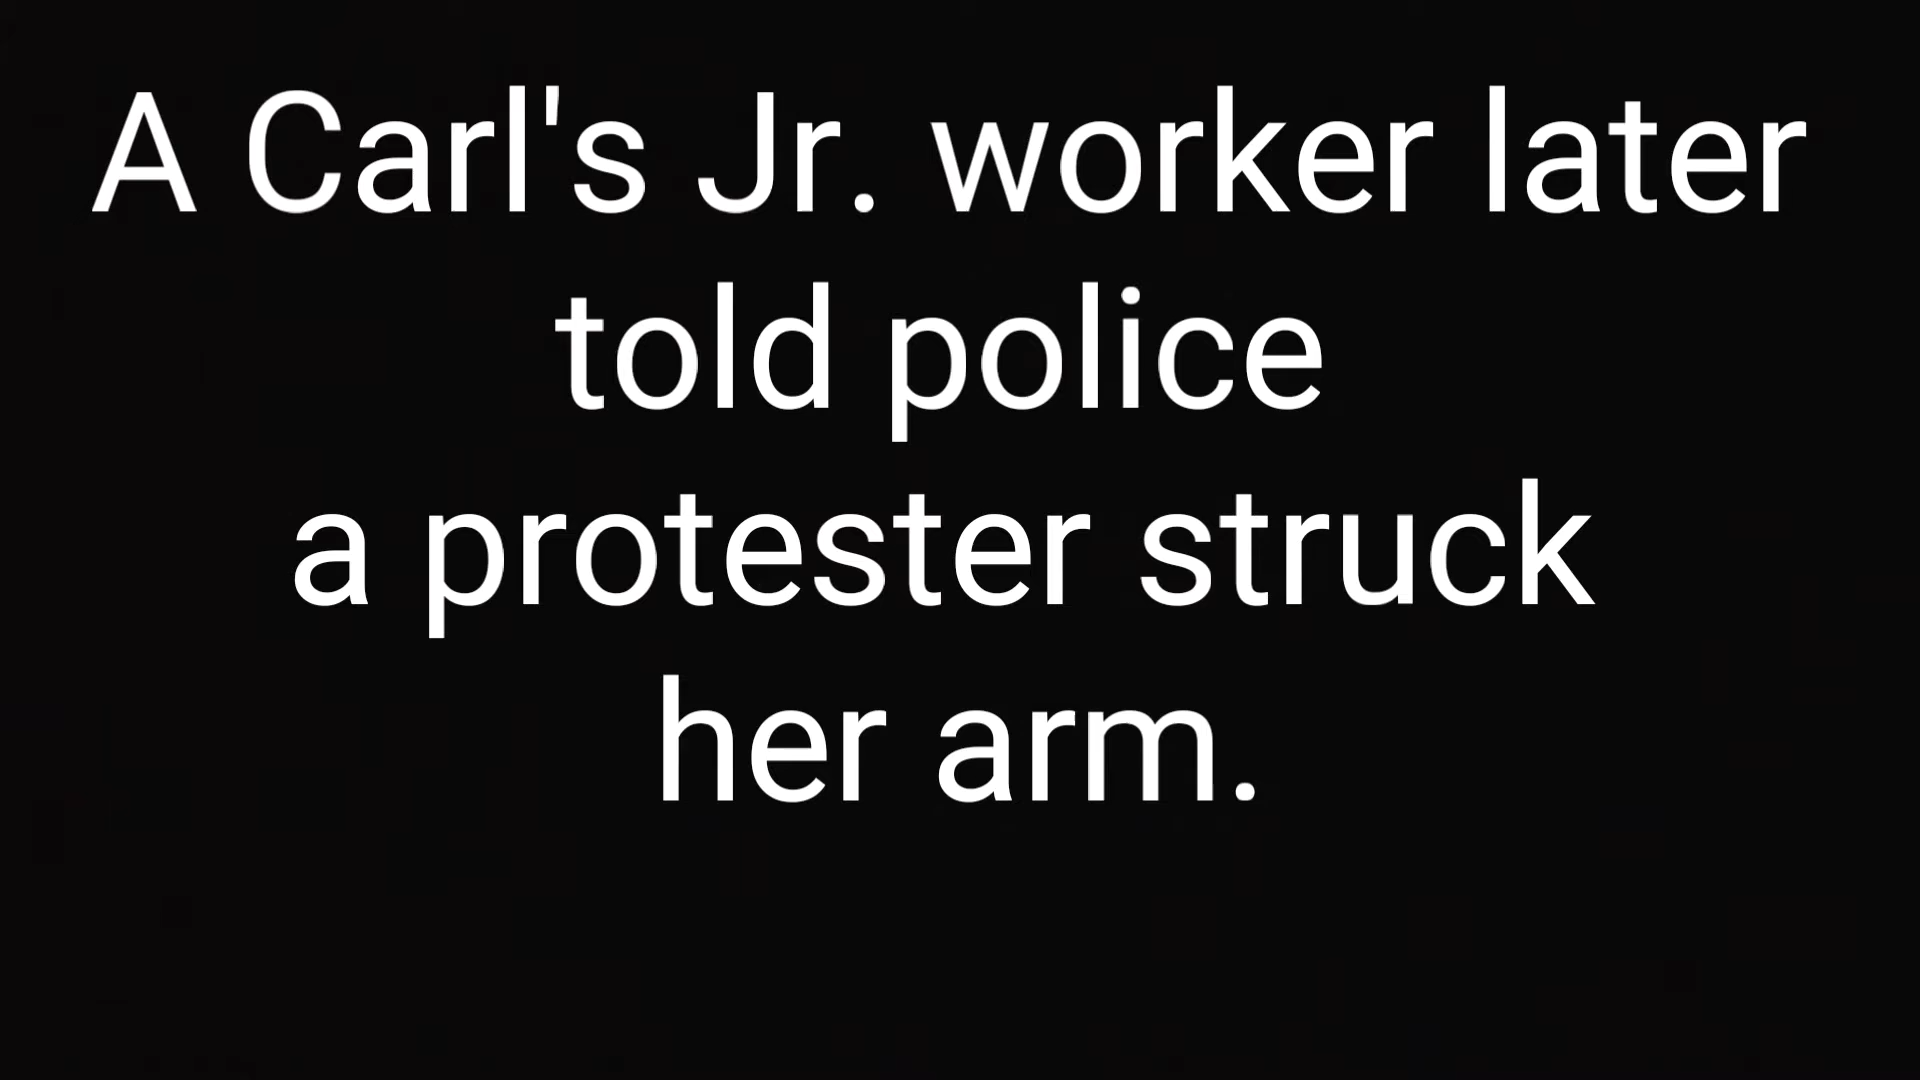 A Carl's Jr. worker later
told police
a protester struck
her arm.